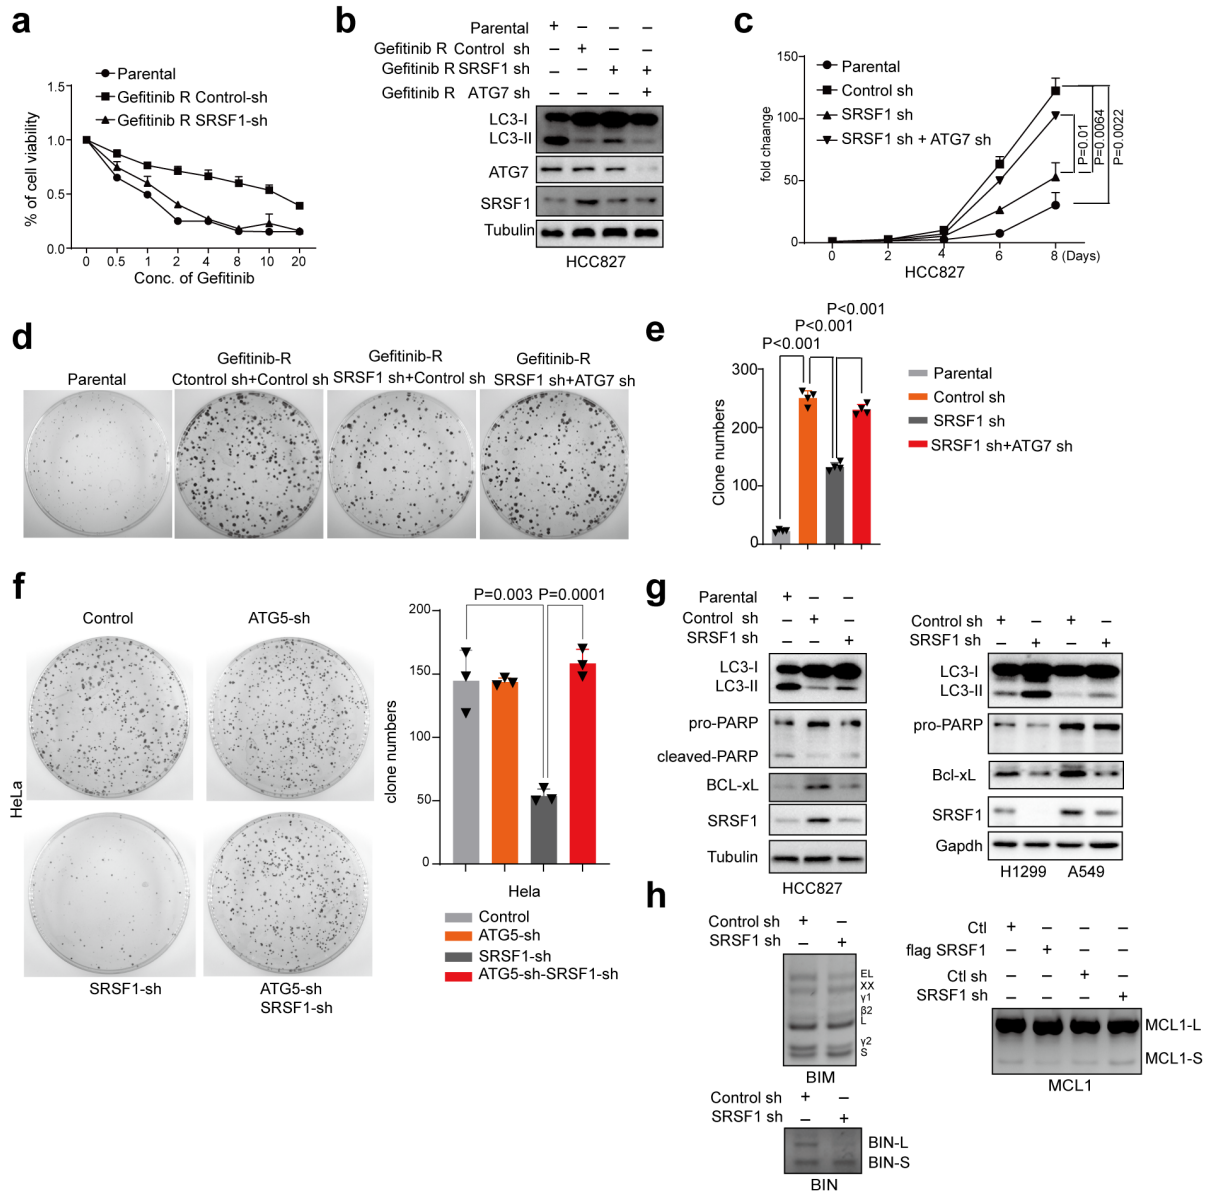 a
Parental
Gefitinib R Control-sh
Gefitinib R SRSF1-sh
% of cell viability
1.5
1.0
0.5
0.0
0 0.5 1 2 4 8 10 20
Conc. of Gefitinib
b
Parental + – – –
Gefitinib R Control sh – + – –
Gefitinib R SRSF1 sh – – + +
Gefitinib R ATG7 sh – – – +
LC3-I
LC3-II
ATG7
SRSF1
Tubulin
HCC827
c
Parental
Control sh
SRSF1 sh
SRSF1 sh + ATG7 sh
fold chaange
150
100
50
0
0 2 4 6 8 (Days)
HCC827
P=0.01
P=0.0064
P=0.0022
d
Parental
Gefitinib-R
Ctontrol sh+Control sh
Gefitinib-R
SRSF1 sh+Control sh
Gefitinib-R
SRSF1 sh+ATG7 sh
e
P<0.001
P<0.001
P<0.001
Clone numbers
300
200
100
0
Parental
Control sh
SRSF1 sh
SRSF1 sh+ATG7 sh
f
Control
ATG5-sh
HeLa
SRSF1-sh
ATG5-sh
SRSF1-sh
P=0.003 P=0.0001
clone numbers
200
150
100
50
0
Hela
Control
ATG5-sh
SRSF1-sh
ATG5-sh-SRSF1-sh
g
Parental + – –
Control sh – + –
SRSF1 sh – – +
LC3-I
LC3-II
pro-PARP
cleaved-PARP
BCL-xL
SRSF1
Tubulin
HCC827
Control sh + – + –
SRSF1 sh – + – +
LC3-I
LC3-II
pro-PARP
Bcl-xL
SRSF1
Gapdh
H1299 A549
h
Control sh + –
SRSF1 sh – +
EL
XX
γ1
β2
L
γ2
S
BIM
Control sh + –
SRSF1 sh – +
BIN-L
BIN-S
BIN
Ctl + – – –
flag SRSF1 – + – –
Ctl sh – – + –
SRSF1 sh – – – +
MCL1-L
MCL1-S
MCL1